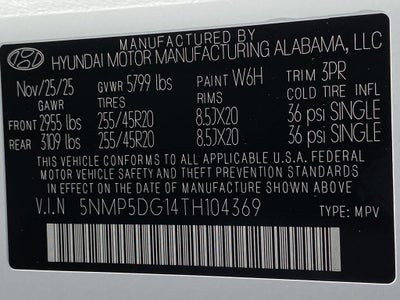 MANUFACTURED BY
HYUNDAI MOTOR MANUFACTURING ALABAMA, LLC
Nov/25/25 GVWR 5799 lbs PAINT W6H TRIM 3PR
GAWR TIRES RIMS COLD TIRE INFL
FRONT 2955 lbs 255/45R20 8.5JX20 36 psi SINGLE
REAR 3109 lbs 255/45R20 8.5JX20 36 psi SINGLE
THIS VEHICLE CONFORMS TO ALL APPLICABLE U.S.A. FEDERAL
MOTOR VEHICLE SAFETY, BUMPER, AND THEFT PREVENTION STANDARDS
IN EFFECT ON THE DATE OF MANUFACTURE SHOWN ABOVE.
V.I.N 5NMP5DG14TH104369 TYPE: MPV